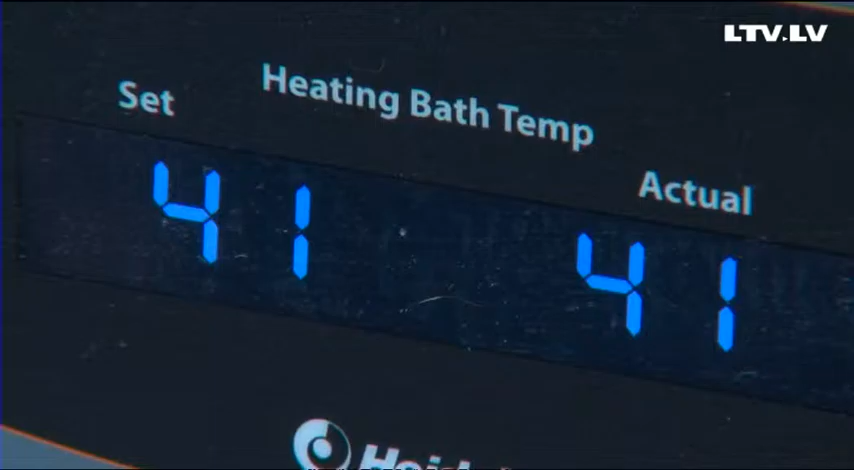 LTV.LV
Heating Bath Temp
Set
Actual
41
41